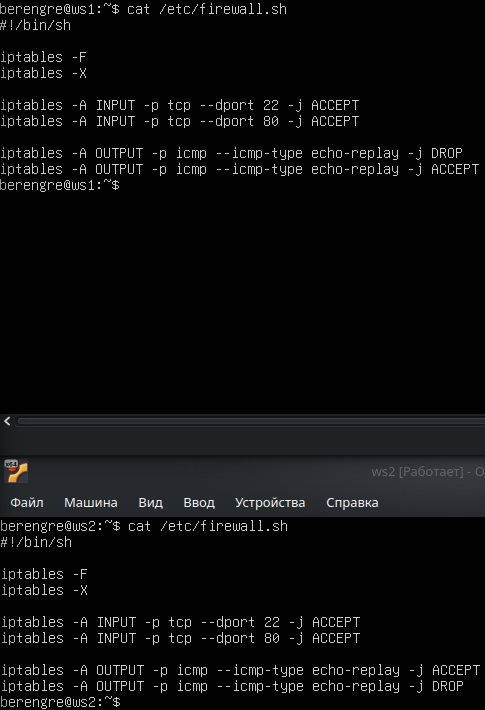 berengre@ws1:~$ cat /etc/firewall.sh
#!/bin/sh
iptables -F
iptables -X
iptables -A INPUT -p tcp --dport 22 -j ACCEPT
iptables -A INPUT -p tcp --dport 80 -j ACCEPT
iptables -A OUTPUT -p icmp --icmp-type echo-replay -j DROP
iptables -A OUTPUT -p icmp --icmp-type echo-replay -j ACCEPT
berengre@ws1:~$
ws2 [Работает] - O
Файл Машина Вид Ввод Устройства Справка
berengre@ws2:~$ cat /etc/firewall.sh
#!/bin/sh
iptables -F
iptables -X
iptables -A INPUT -p tcp --dport 22 -j ACCEPT
iptables -A INPUT -p tcp --dport 80 -j ACCEPT
iptables -A OUTPUT -p icmp --icmp-type echo-replay -j ACCEPT
iptables -A OUTPUT -p icmp --icmp-type echo-replay -j DROP
berengre@ws2:~$